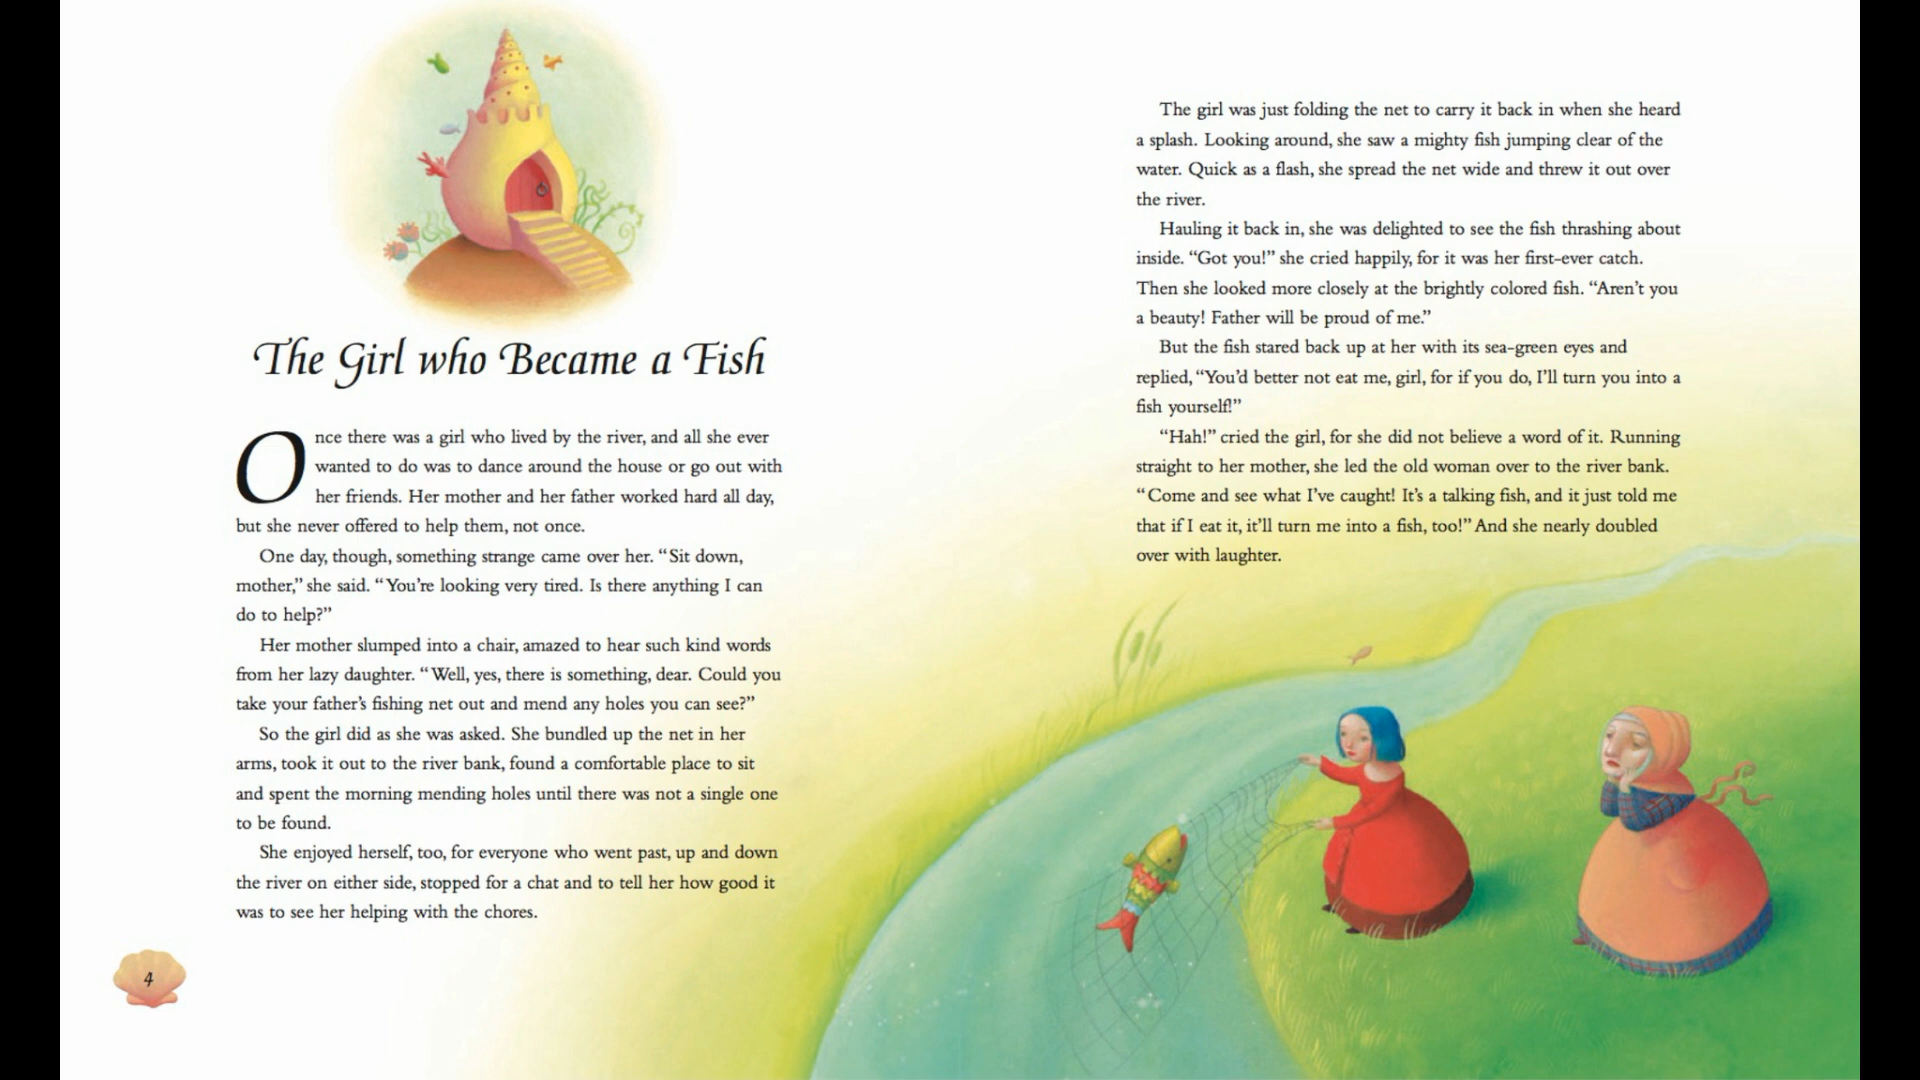 The Girl who Became a Fish
Once there was a girl who lived by the river, and all she ever
wanted to do was to dance around the house or go out with
her friends. Her mother and her father worked hard all day,
but she never offered to help them, not once.
One day, though, something strange came over her. “Sit down,
mother,” she said. “You’re looking very tired. Is there anything I can
do to help?”
Her mother slumped into a chair, amazed to hear such kind words
from her lazy daughter. “Well, yes, there is something, dear. Could you
take your father’s fishing net out and mend any holes you can see?”
So the girl did as she was asked. She bundled up the net in her
arms, took it out to the river bank, found a comfortable place to sit
and spent the morning mending holes until there was not a single one
to be found.
She enjoyed herself, too, for everyone who went past, up and down
the river on either side, stopped for a chat and to tell her how good it
was to see her helping with the chores.
4
The girl was just folding the net to carry it back in when she heard
a splash. Looking around, she saw a mighty fish jumping clear of the
water. Quick as a flash, she spread the net wide and threw it out over
the river.
Hauling it back in, she was delighted to see the fish thrashing about
inside. “Got you!” she cried happily, for it was her first-ever catch.
Then she looked more closely at the brightly colored fish. “Aren’t you
a beauty! Father will be proud of me.”
But the fish stared back up at her with its sea-green eyes and
replied, “You’d better not eat me, girl, for if you do, I’ll turn you into a
fish yourself!”
“Hah!” cried the girl, for she did not believe a word of it. Running
straight to her mother, she led the old woman over to the river bank.
“Come and see what I’ve caught! It’s a talking fish, and it just told me
that if I eat it, it’ll turn me into a fish, too!” And she nearly doubled
over with laughter.